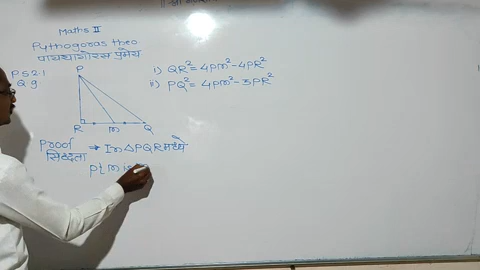 Maths II
Pythogoras theo
पायथागोरस प्रमेय
P.S 2.1
Q 9
P
R m Q
i) QR² = 4Pm² - 4PR²
ii) PQ² = 4Pm² - 3PR²
Proof → In △PQR मध्ये
सिद्धता
pt m is